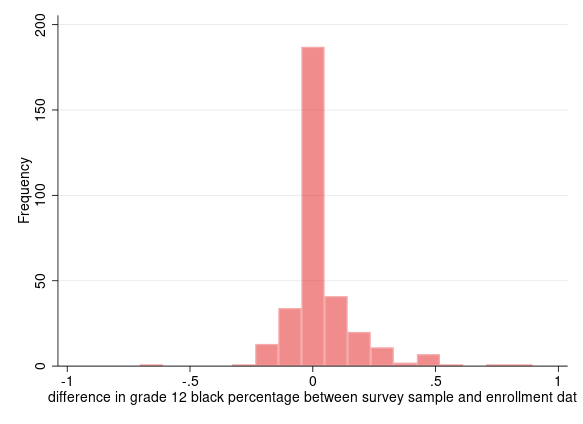 200
150
100
50
0
Frequency
-1 -.5 0 .5 1
difference in grade 12 black percentage between survey sample and enrollment dat